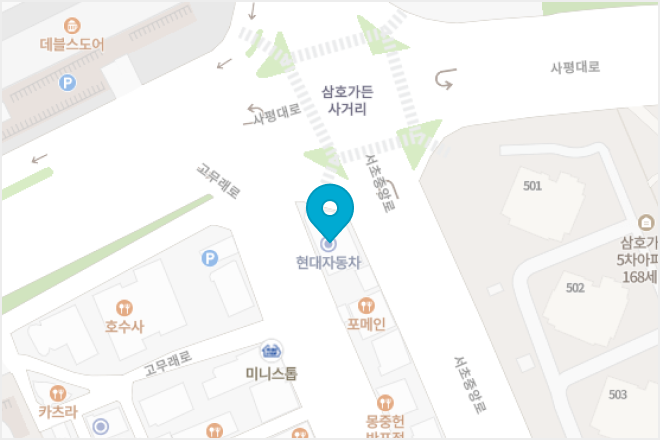 데블스도어
P
삼호가든
사거리
사평대로
사평대로
고무래로
서초중앙로
501
현대자동차
P
삼호가
5차아파
168세
502
호수사
포메인
고무래로
미니스톱
서초중앙로
카츠라
503
몽중헌
반포점